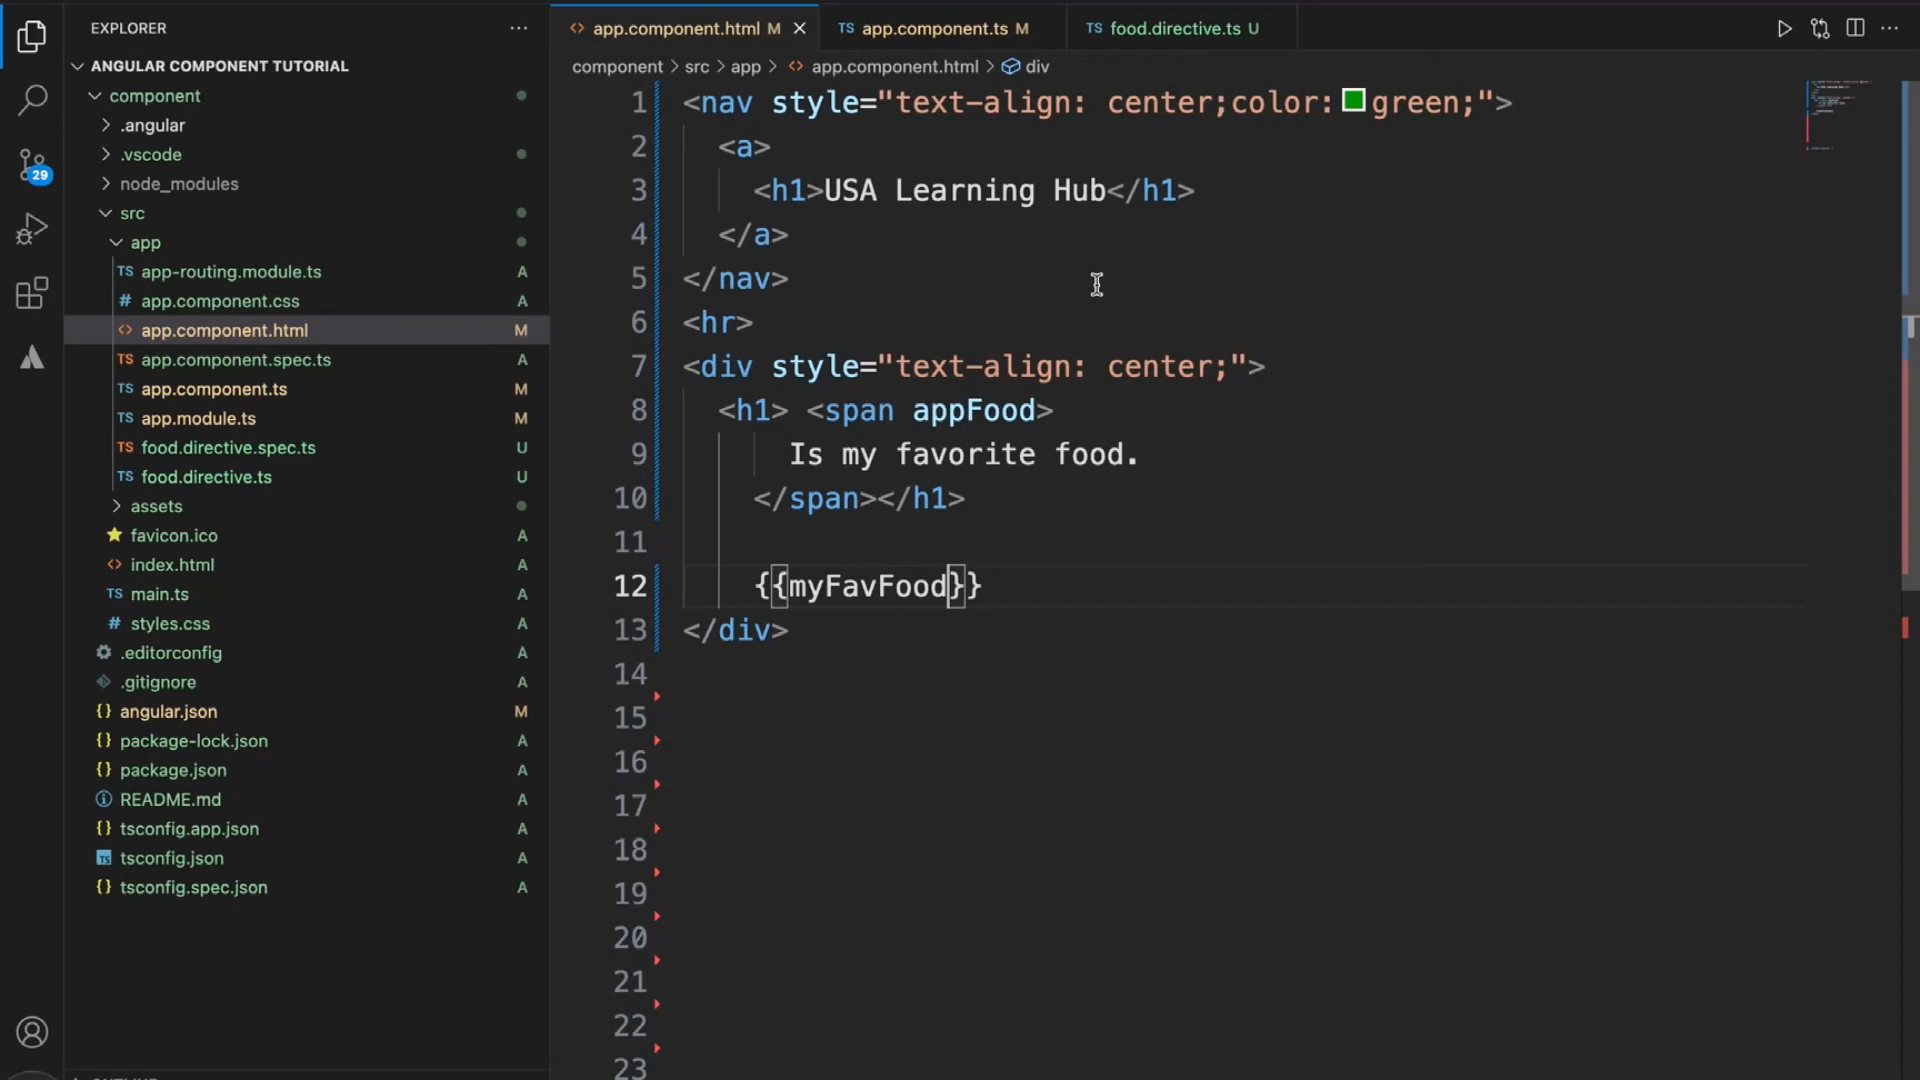 EXPLORER
ANGULAR COMPONENT TUTORIAL
component
.angular
.vscode
node_modules
src
app
app-routing.module.ts A
app.component.css A
app.component.html M
app.component.spec.ts A
app.component.ts M
app.module.ts M
food.directive.spec.ts U
food.directive.ts U
assets
favicon.ico A
index.html A
main.ts A
styles.css A
.editorconfig A
.gitignore A
angular.json M
package-lock.json A
package.json A
README.md A
tsconfig.app.json A
tsconfig.json A
tsconfig.spec.json A
29
app.component.html M
TS app.component.ts M
TS food.directive.ts U
component > src > app > app.component.html > div
1 <nav style="text-align: center;color:green;">
2 <a>
3 <h1>USA Learning Hub</h1>
4 </a>
5 </nav>
6 <hr>
7 <div style="text-align: center;">
8 <h1> <span appFood>
9 Is my favorite food.
10 </span></h1>
11
12 {{myFavFood}}
13 </div>
14
15
16
17
18
19
20
21
22
23